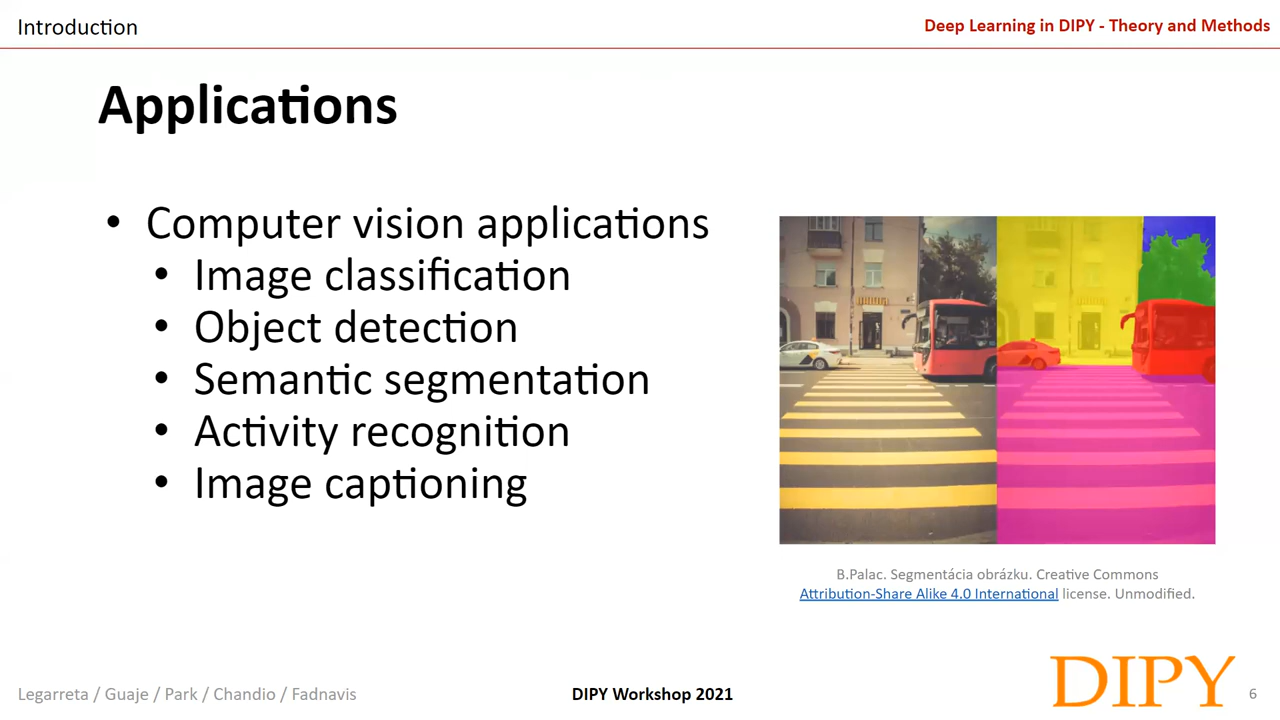 Introduction
Deep Learning in DIPY - Theory and Methods
Applications
• Computer vision applications
• Image classification
• Object detection
• Semantic segmentation
• Activity recognition
• Image captioning
B.Palac. Segmentácia obrázku. Creative Commons
Attribution-Share Alike 4.0 International license. Unmodified.
Legarreta / Guaje / Park / Chandio / Fadnavis
DIPY Workshop 2021
DIPY
6